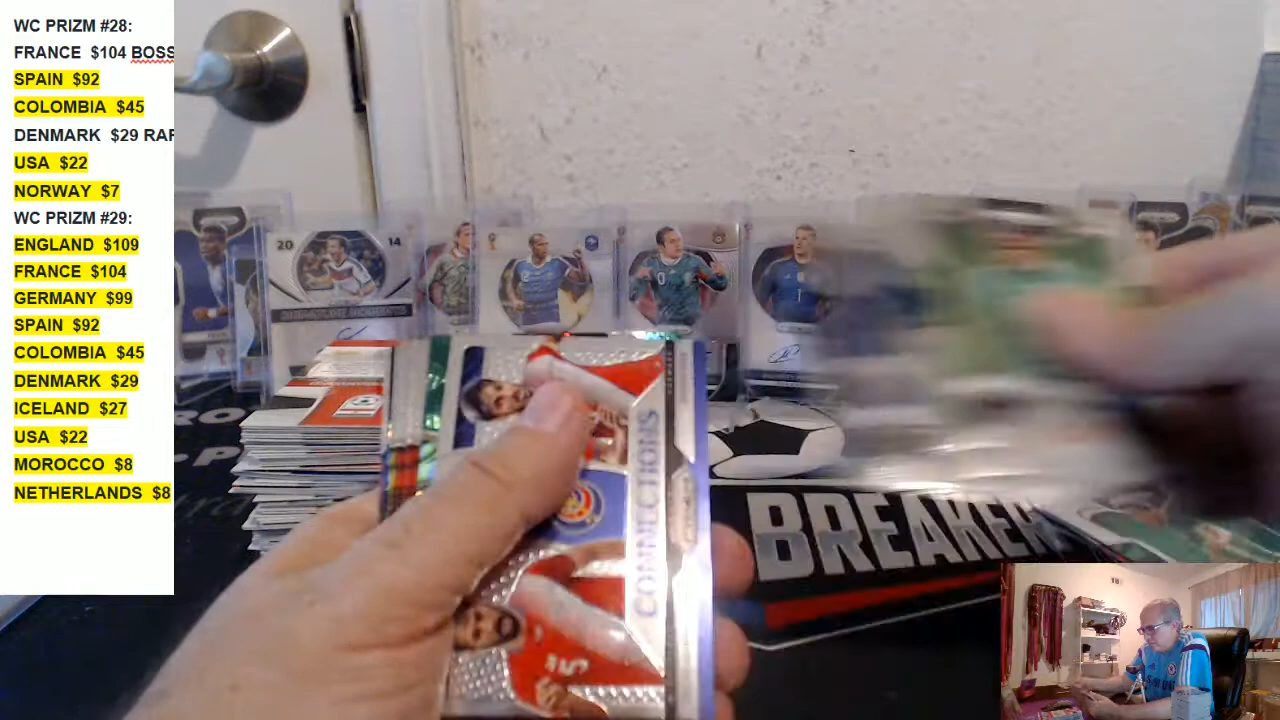 WC PRIZM #28:
FRANCE $104 BOSS
SPAIN $92
COLOMBIA $45
DENMARK $29 RAF
USA $22
NORWAY $7
WC PRIZM #29:
ENGLAND $109
FRANCE $104
GERMANY $99
SPAIN $92
COLOMBIA $45
DENMARK $29
ICELAND $27
USA $22
MOROCCO $8
NETHERLANDS $8
20 14
CONNECTIONS
BREAKER